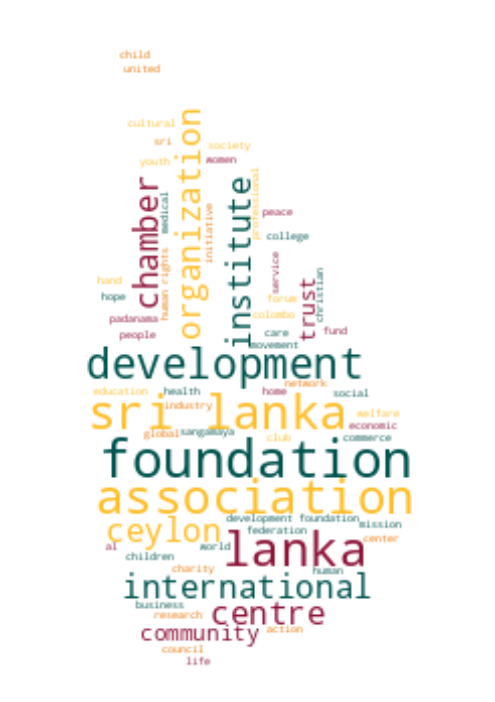 child
united
cultural
organization
sri
society
youth
women
chamber
medical
institute
professional
initiative
peace
college
human rights
service
christian
hand
hope
forum
trust
padanama
colombo
people
care
fund
movement
development
network
education
health
home
social
sri lanka
industry
welfare
economic
global
sangamaya
club
commerce
foundation
association
ceylon
development foundation
mission
federation
center
lanka
al
world
children
charity
human
international
business
research
centre
community
action
council
life